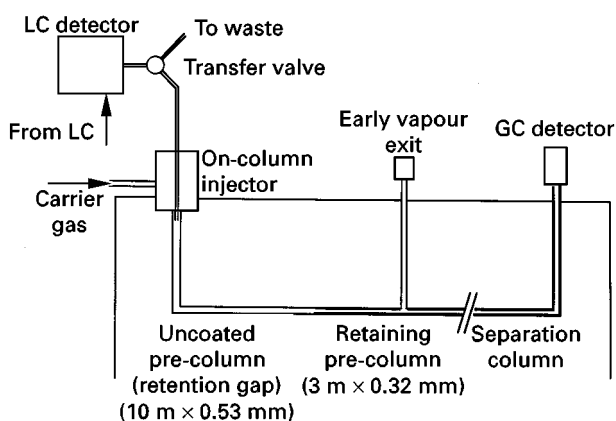 LC detector
To waste
Transfer valve
From LC
On-column
injector
Carrier
gas
Early vapour
exit
GC detector
Uncoated
pre-column
(retention gap)
(10 m × 0.53 mm)
Retaining
pre-column
(3 m × 0.32 mm)
Separation
column